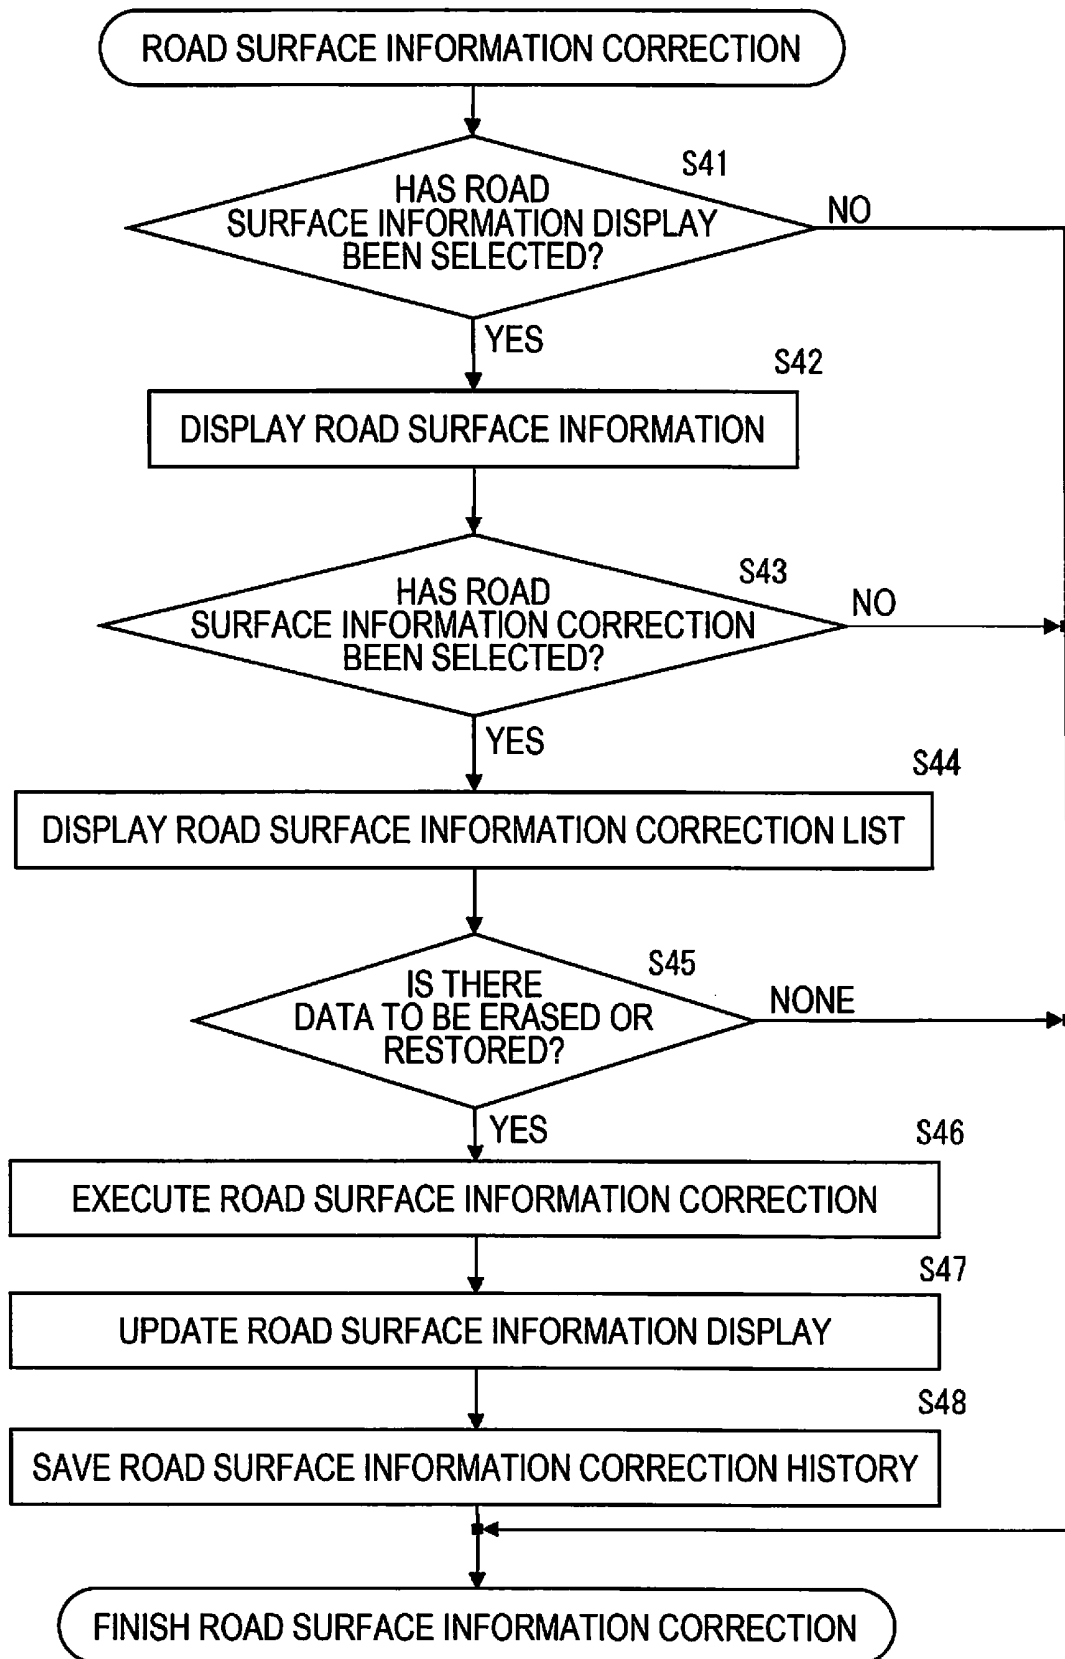 ROAD SURFACE INFORMATION CORRECTION
S41
HAS ROAD
SURFACE INFORMATION DISPLAY
BEEN SELECTED?
NO
YES
S42
DISPLAY ROAD SURFACE INFORMATION
S43
HAS ROAD
SURFACE INFORMATION CORRECTION
BEEN SELECTED?
NO
YES
S44
DISPLAY ROAD SURFACE INFORMATION CORRECTION LIST
S45
IS THERE
DATA TO BE ERASED OR
RESTORED?
NONE
YES
S46
EXECUTE ROAD SURFACE INFORMATION CORRECTION
S47
UPDATE ROAD SURFACE INFORMATION DISPLAY
S48
SAVE ROAD SURFACE INFORMATION CORRECTION HISTORY
FINISH ROAD SURFACE INFORMATION CORRECTION